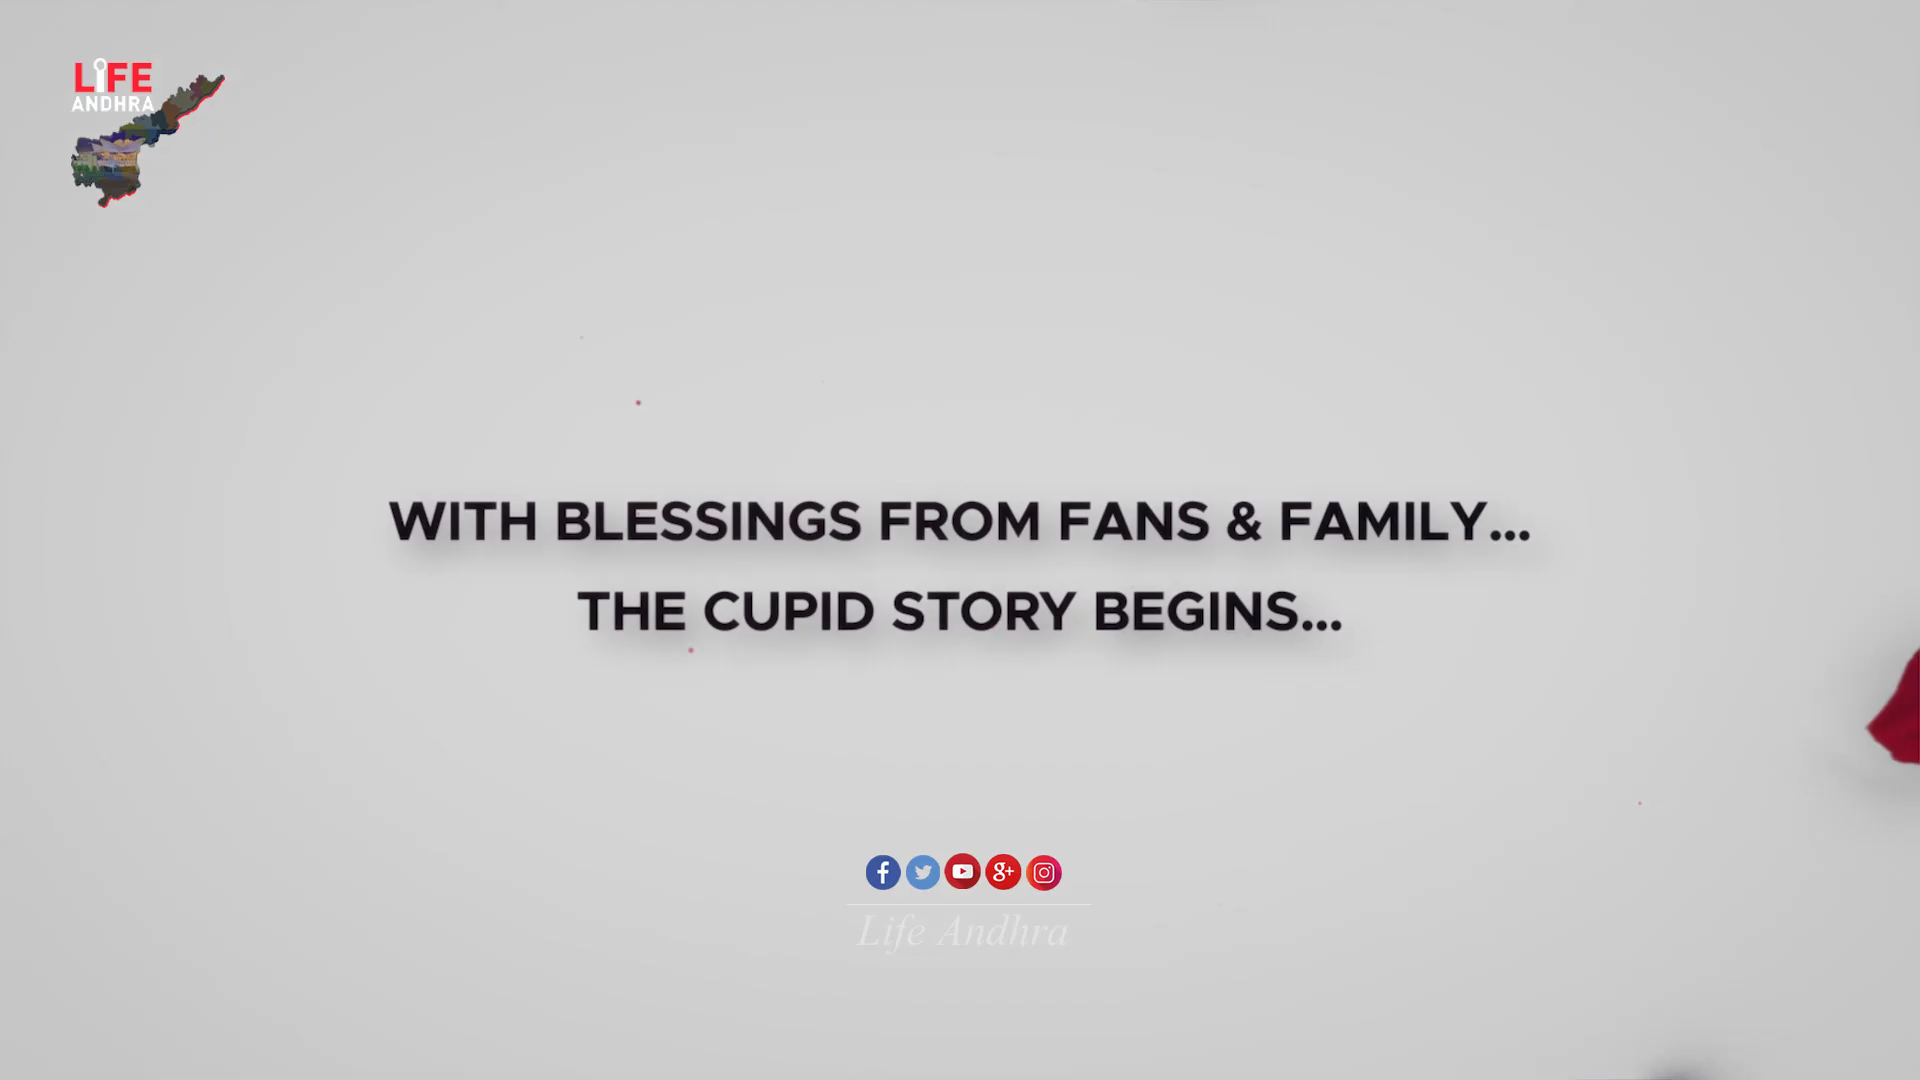 LIFE
ANDHRA
WITH BLESSINGS FROM FANS & FAMILY...
THE CUPID STORY BEGINS...
f g+
Life Andhra